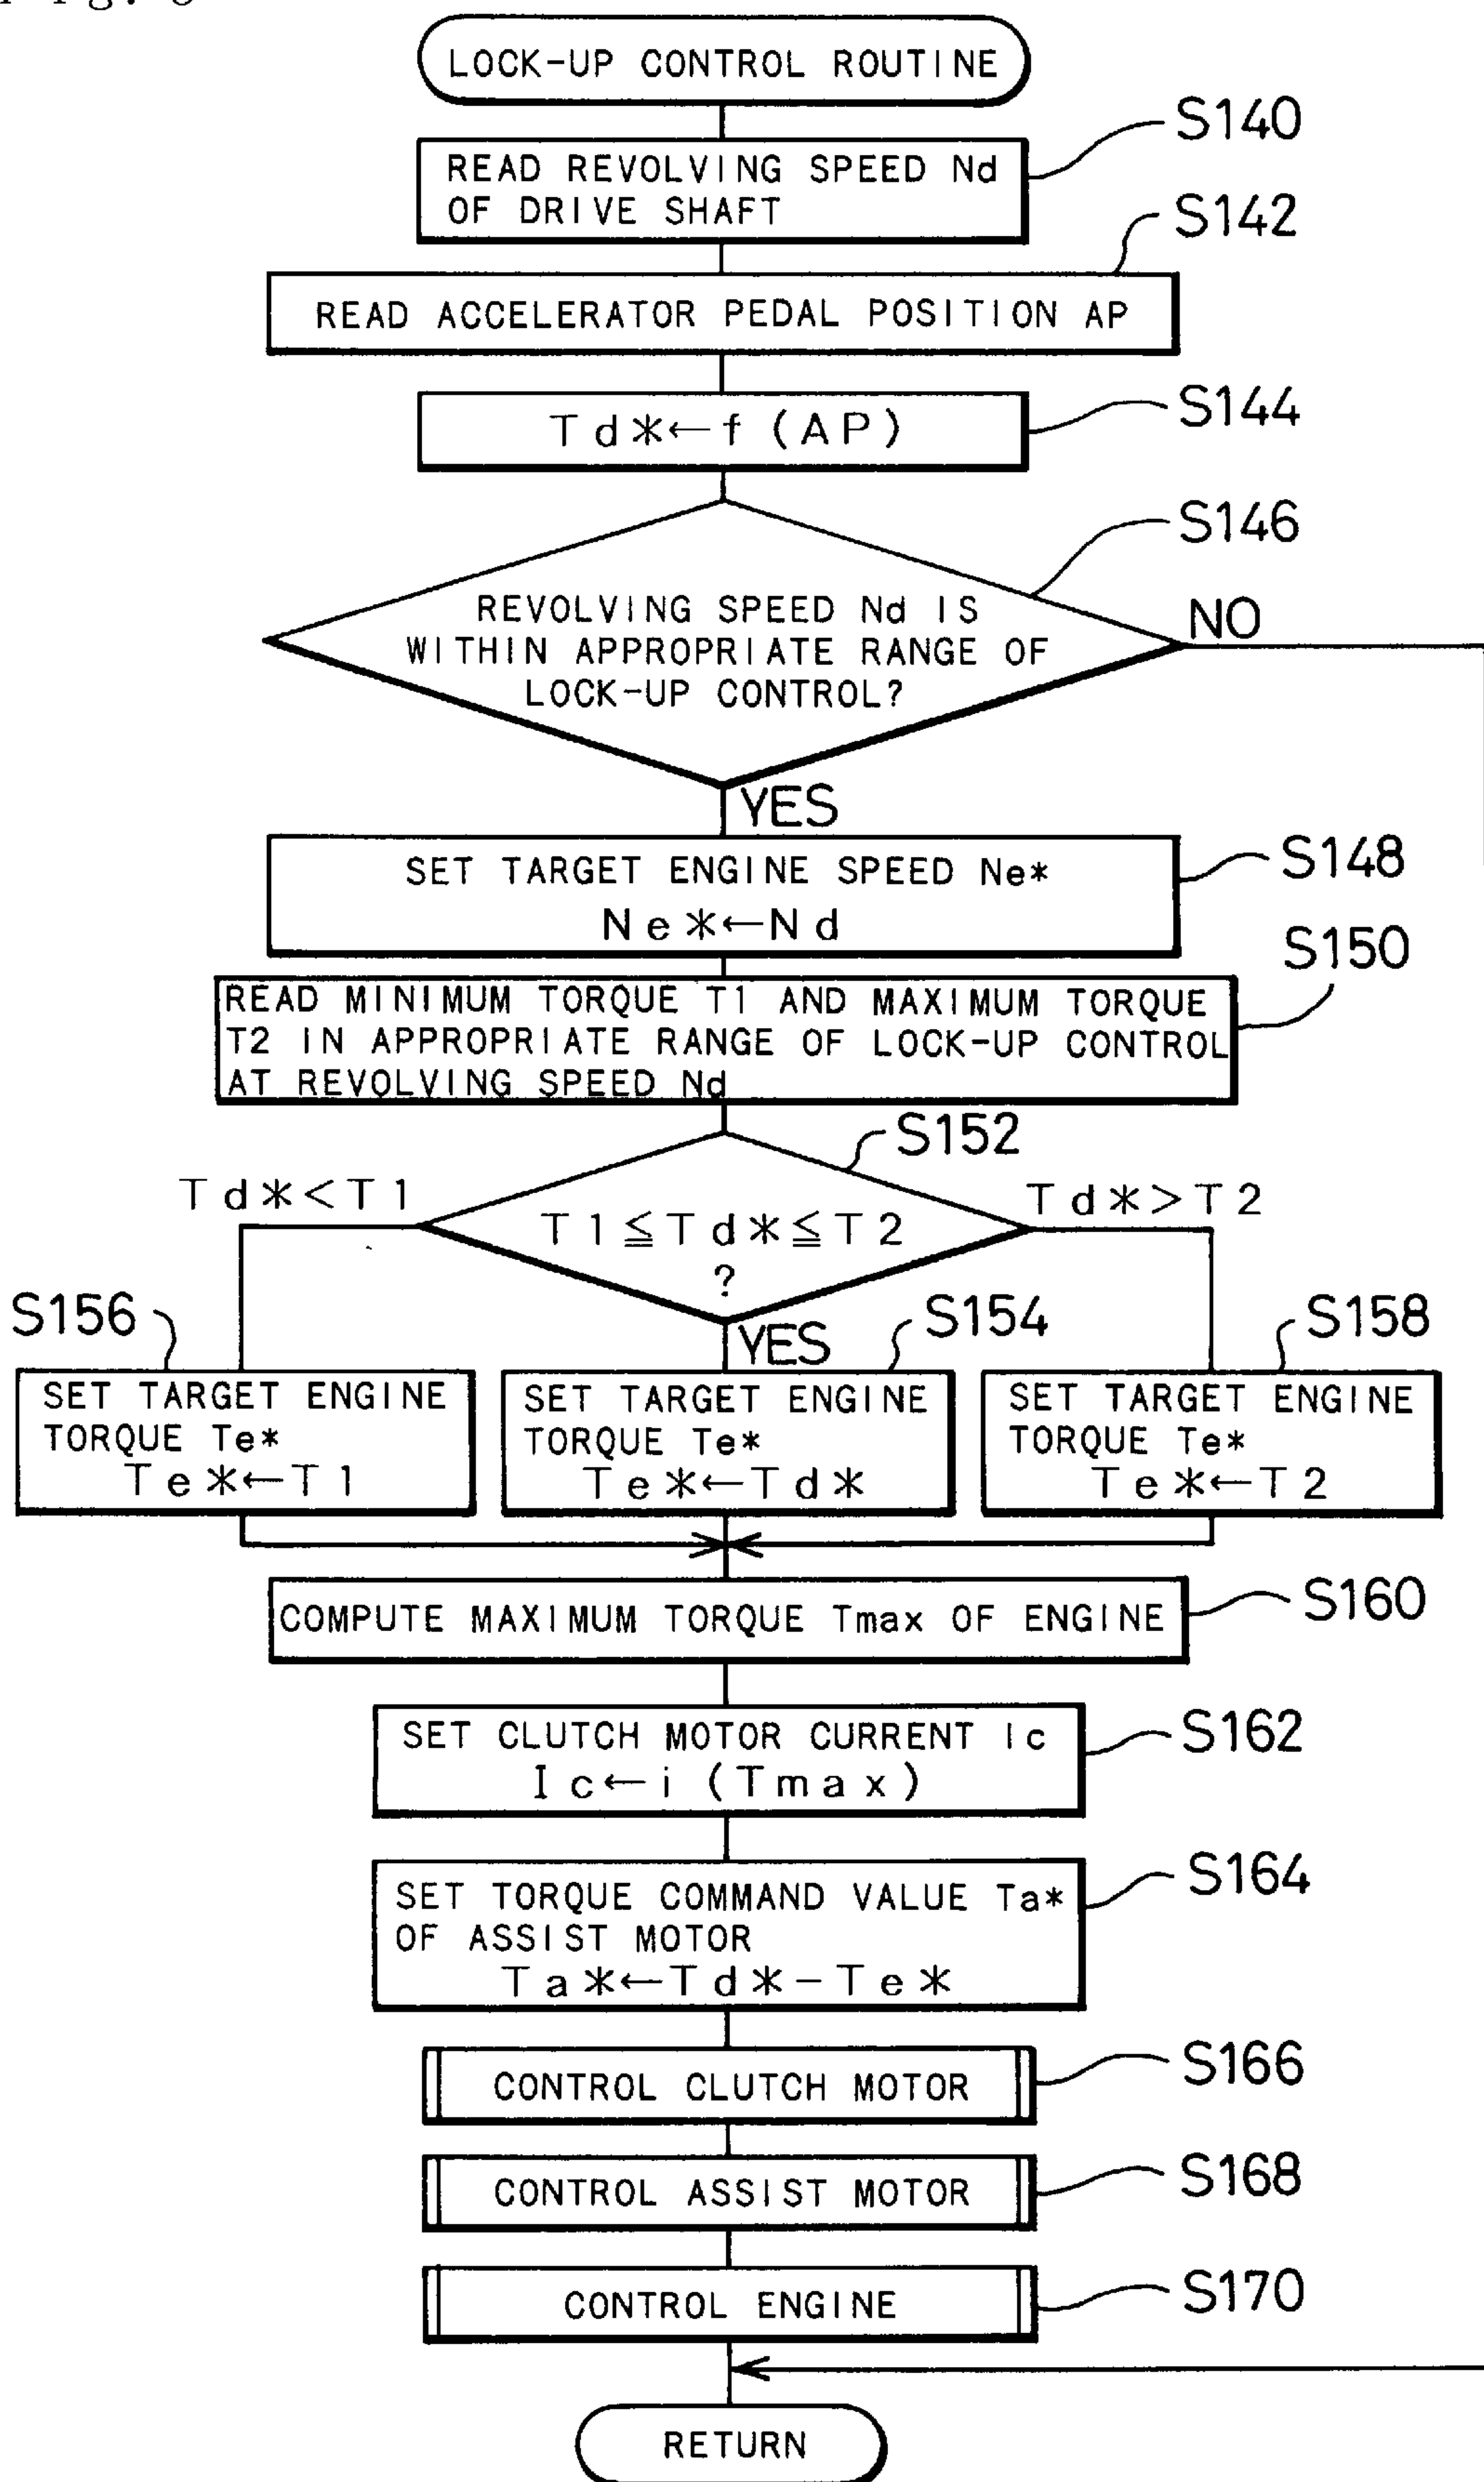 LOCK-UP CONTROL ROUTINE
S140
READ REVOLVING SPEED Nd
OF DRIVE SHAFT
S142
READ ACCELERATOR PEDAL POSITION AP
S144
Td*←f(AP)
S146
REVOLVING SPEED Nd IS
WITHIN APPROPRIATE RANGE OF
LOCK-UP CONTROL?
NO
YES
S148
SET TARGET ENGINE SPEED Ne*
Ne*←Nd
S150
READ MINIMUM TORQUE T1 AND MAXIMUM TORQUE
T2 IN APPROPRIATE RANGE OF LOCK-UP CONTROL
AT REVOLVING SPEED Nd
S152
Td*<T1
T1≦Td*≦T2
?
Td*>T2
YES
S156
SET TARGET ENGINE
TORQUE Te*
Te*←T1
S154
SET TARGET ENGINE
TORQUE Te*
Te*←Td*
S158
SET TARGET ENGINE
TORQUE Te*
Te*←T2
S160
COMPUTE MAXIMUM TORQUE Tmax OF ENGINE
S162
SET CLUTCH MOTOR CURRENT Ic
Ic←i(Tmax)
S164
SET TORQUE COMMAND VALUE Ta*
OF ASSIST MOTOR
Ta*←Td*-Te*
S166
CONTROL CLUTCH MOTOR
S168
CONTROL ASSIST MOTOR
S170
CONTROL ENGINE
RETURN